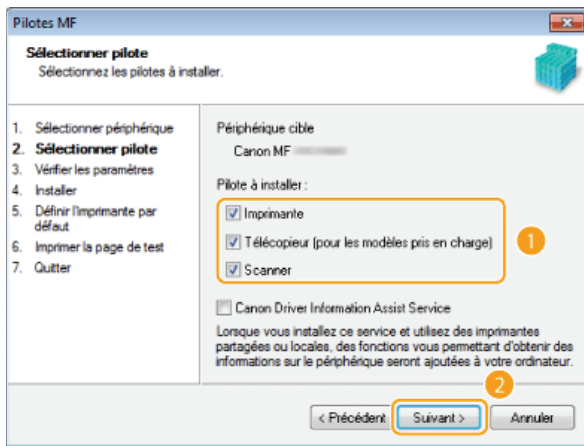 Pilotes MF
Sélectionner pilote
Sélectionnez les pilotes à installer.
1. Sélectionner périphérique
2. Sélectionner pilote
3. Vérifier les paramètres
4. Installer
5. Définir l'imprimante par
défaut
6. Imprimer la page de test
7. Quitter
Périphérique cible
Canon MF
Pilote à installer :
Imprimante
Télécopieur (pour les modèles pris en charge)
Scanner
1
Canon Driver Information Assist Service
Lorsque vous installez ce service et utilisez des imprimantes
partagées ou locales, des fonctions vous permettant d'obtenir des
informations sur le périphérique seront ajoutées à votre ordinateur.
2
< Précédent
Suivant >
Annuler